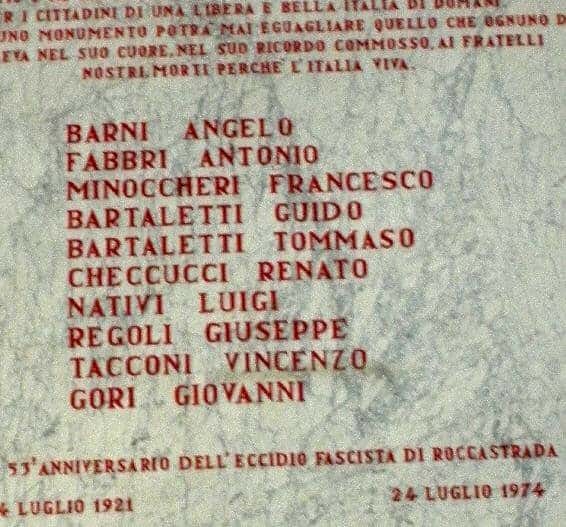 R I CITTADINI DI UNA LIBERA E BELLA ITALIA DI DOMANI
UNO MONUMENTO POTRÀ MAI EGUAGLIARE QUELLO CHE OGNUNO D
EVA NEL SUO CUORE, NEL SUO RICORDO COMMOSSO, AI FRATELLI
NOSTRI, MORTI PERCHE' L'ITALIA VIVA.
BARNI ANGELO
FABBRI ANTONIO
MINOCCHERI FRANCESCO
BARTALETTI GUIDO
BARTALETTI TOMMASO
CHECCUCCI RENATO
NATIVI LUIGI
REGOLI GIUSEPPE
TACCONI VINCENZO
GORI GIOVANNI
53° ANNIVERSARIO DELL'ECCIDIO FASCISTA DI ROCCASTRADA
4 LUGLIO 1921
24 LUGLIO 1974